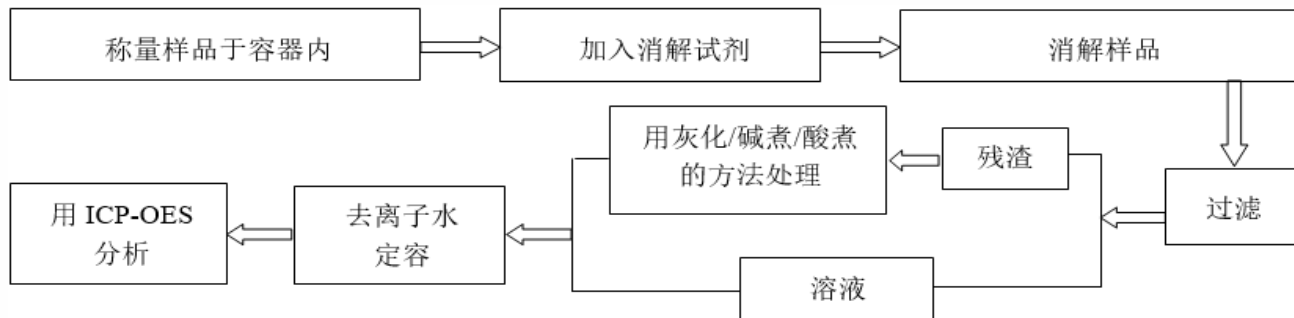 称量样品于容器内
加入消解试剂
消解样品
过滤
残渣
用灰化/碱煮/酸煮
的方法处理
溶液
去离子水
定容
用 ICP-OES
分析